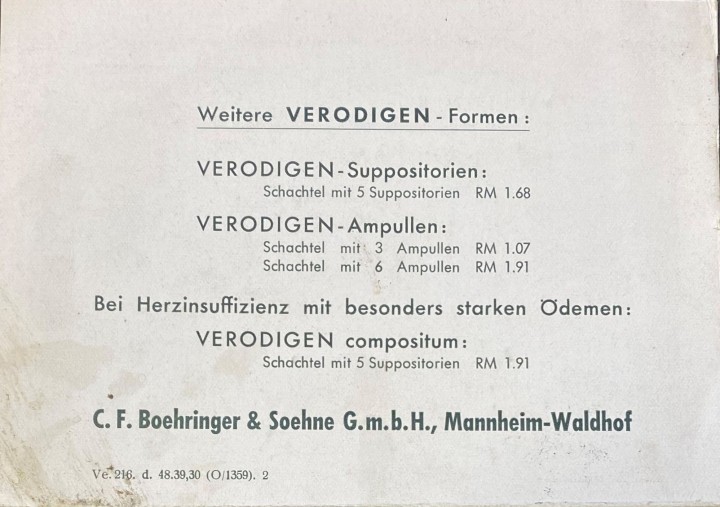 Weitere VERODIGEN - Formen :
VERODIGEN-Suppositorien:
Schachtel mit 5 Suppositorien RM 1.68
VERODIGEN-Ampullen:
Schachtel mit 3 Ampullen RM 1.07
Schachtel mit 6 Ampullen RM 1.91
Bei Herzinsuffizienz mit besonders starken Ödemen:
VERODIGEN compositum:
Schachtel mit 5 Suppositorien RM 1.91
C. F. Boehringer & Soehne G.m.b.H., Mannheim-Waldhof
Ve. 216. d. 48.39,30 (O/1359). 2